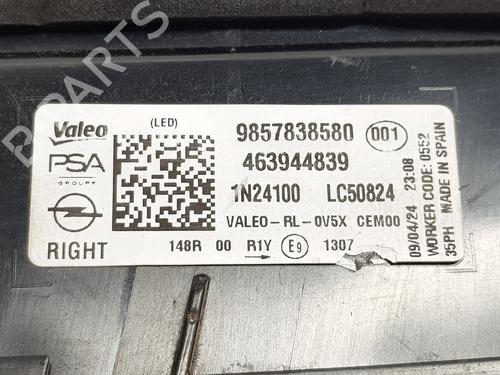 Valeo
(LED)
9857838580 001
PSA
GROUPE
463944839
1N24100 LC50824
VALEO-RL-0V5X CEM00
RIGHT
148R 00 R1Y E9 1307
09/04/24 23:08
WORKER CODE: 0552
35PH MADE IN SPAIN
B-PARTS